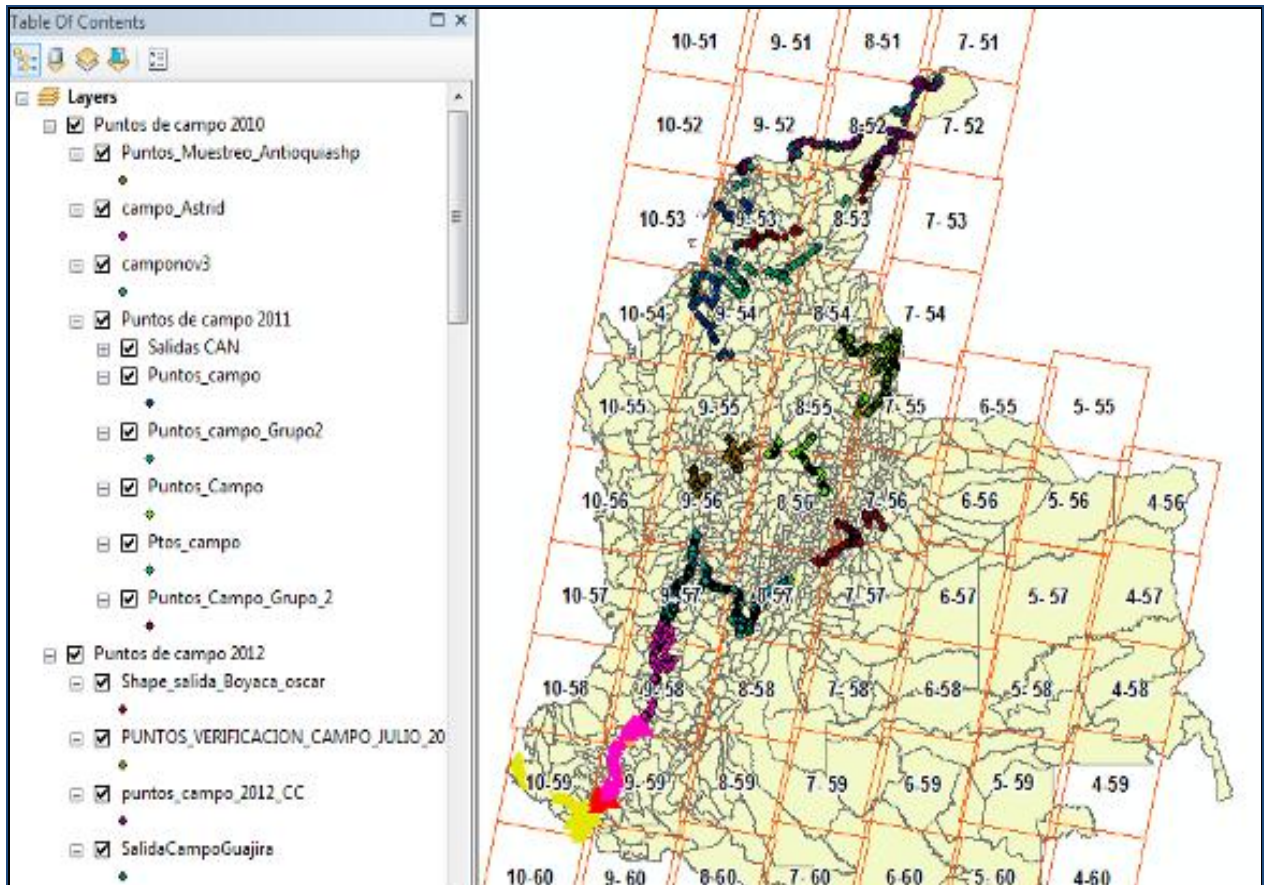 Table Of Contents
Layers
Puntos de campo 2010
Puntos_Muestreo_Antioquiashp
campo_Astrid
camponov3
Puntos de campo 2011
Salidas CAN
Puntos_campo
Puntos_campo_Grupo2
Puntos_Campo
Ptos_campo
Puntos_Campo_Grupo_2
Puntos de campo 2012
Shape_salida_Boyaca_oscar
PUNTOS_VERIFICACION_CAMPO_JULIO_20
puntos_campo_2012_CC
SalidaCampoGuajira
10-51 9-51 8-51 7-51
10-52 9-52 8-52 7-52
10-53 9-53 8-53 7-53
10-54 9-54 8-54 7-54
10-55 9-55 8-55 7-55 6-55 5-55
10-56 9-56 8-56 7-56 6-56 5-56 4-56
10-57 9-57 8-57 7-57 6-57 5-57 4-57
10-58 9-58 8-58 7-58 6-58 5-58 4-58
10-59 9-59 8-59 7-59 6-59 5-59 4-59
10-60 9-60 8-60 7-60 6-60 5-60 4-60